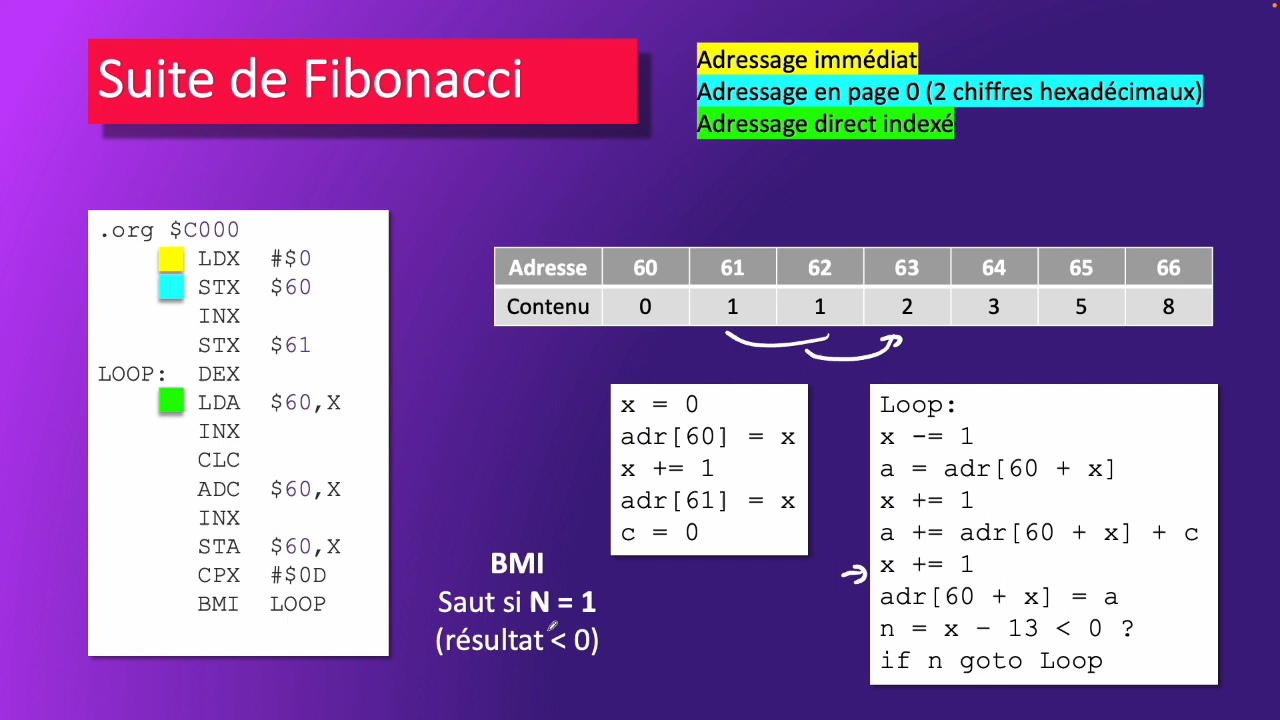 Suite de Fibonacci
Adressage immédiat
Adressage en page 0 (2 chiffres hexadécimaux)
Adressage direct indexé
.org $C000
LDX #$0
STX $60
INX
STX $61
LOOP: DEX
LDA $60,X
INX
CLC
ADC $60,X
INX
STA $60,X
CPX #$0D
BMI LOOP
Adresse 60 61 62 63 64 65 66
Contenu 0 1 1 2 3 5 8
x = 0
adr[60] = x
x += 1
adr[61] = x
c = 0
BMI
Saut si N = 1
(résultat < 0)
Loop:
x -= 1
a = adr[60 + x]
x += 1
a += adr[60 + x] + c
x += 1
adr[60 + x] = a
n = x – 13 < 0 ?
if n goto Loop